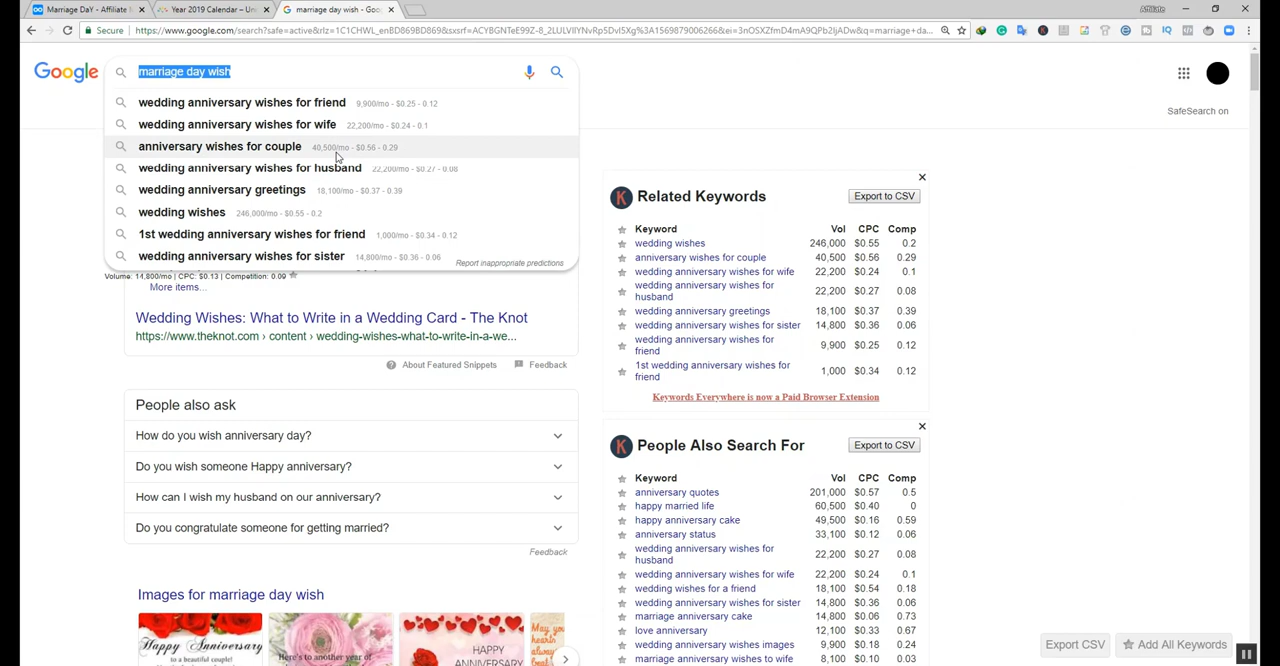 Marriage DaY - Affiliate M
Year 2019 Calendar – Uni
marriage day wish - Goo
Affiliate
Secure
https://www.google.com/search?safe=active&rlz=1C1CHWL_enBD869BD869&sxsrf=ACYBGNTeE99Z-8_2LULVIlYNvRp5DvI5Xg%3A1569879006266&ei=3nOSXZfmD4mA9QPb2IjADw&q=marriage+da...
Google
marriage day wish
wedding anniversary wishes for friend 9,900/mo - $0.25 - 0.12
wedding anniversary wishes for wife 22,200/mo - $0.24 - 0.1
anniversary wishes for couple 40,500/mo - $0.56 - 0.29
wedding anniversary wishes for husband 22,200/mo - $0.27 - 0.08
wedding anniversary greetings 18,100/mo - $0.37 - 0.39
wedding wishes 246,000/mo - $0.55 - 0.2
1st wedding anniversary wishes for friend 1,000/mo - $0.34 - 0.12
wedding anniversary wishes for sister 14,800/mo - $0.36 - 0.06
Report inappropriate predictions
Volume: 14,800/mo | CPC: $0.13 | Competition: 0.09
More items...
Wedding Wishes: What to Write in a Wedding Card - The Knot
https://www.theknot.com › content › wedding-wishes-what-to-write-in-a-we...
About Featured Snippets
Feedback
People also ask
How do you wish anniversary day?
Do you wish someone Happy anniversary?
How can I wish my husband on our anniversary?
Do you congratulate someone for getting married?
Feedback
Images for marriage day wish
Happy Anniversary
to a beautiful couple!
Here's to another year of
HAPPY
ANNIVERSARY
May you
SafeSearch on
K Related Keywords
Export to CSV
Keyword Vol CPC Comp
wedding wishes 246,000 $0.55 0.2
anniversary wishes for couple 40,500 $0.56 0.29
wedding anniversary wishes for wife 22,200 $0.24 0.1
wedding anniversary wishes for
husband 22,200 $0.27 0.08
wedding anniversary greetings 18,100 $0.37 0.39
wedding anniversary wishes for sister 14,800 $0.36 0.06
wedding anniversary wishes for
friend 9,900 $0.25 0.12
1st wedding anniversary wishes for
friend 1,000 $0.34 0.12
Keywords Everywhere is now a Paid Browser Extension
K People Also Search For
Export to CSV
Keyword Vol CPC Comp
anniversary quotes 201,000 $0.57 0.5
happy married life 60,500 $0.40 0
happy anniversary cake 49,500 $0.16 0.59
anniversary status 33,100 $0.12 0.06
wedding anniversary wishes for
husband 22,200 $0.27 0.08
wedding anniversary wishes for wife 22,200 $0.24 0.1
wedding wishes for a friend 8,100 $0.54 0.18
wedding anniversary wishes for sister 14,800 $0.36 0.06
marriage anniversary cake 14,800 $0.06 0.73
love anniversary 12,100 $0.33 0.67
wedding anniversary wishes images 9,900 $0.18 0.24
marriage anniversary wishes to wife 8,100 $0.10 0.03
Export CSV
Add All Keywords